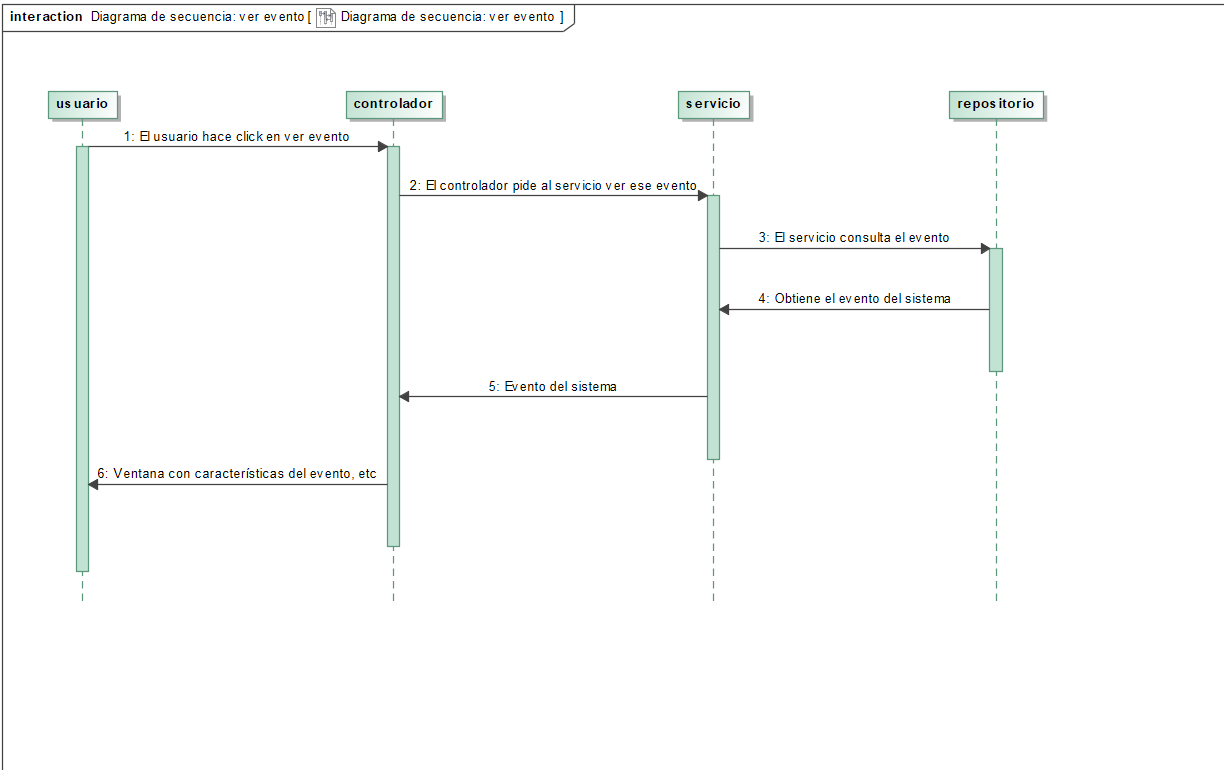 interaction Diagrama de secuencia: ver evento [ Diagrama de secuencia: ver evento ]
usuario
controlador
servicio
repositorio
1: El usuario hace click en ver evento
2: El controlador pide al servicio ver ese evento
3: El servicio consulta el evento
4: Obtiene el evento del sistema
5: Evento del sistema
6: Ventana con características del evento, etc